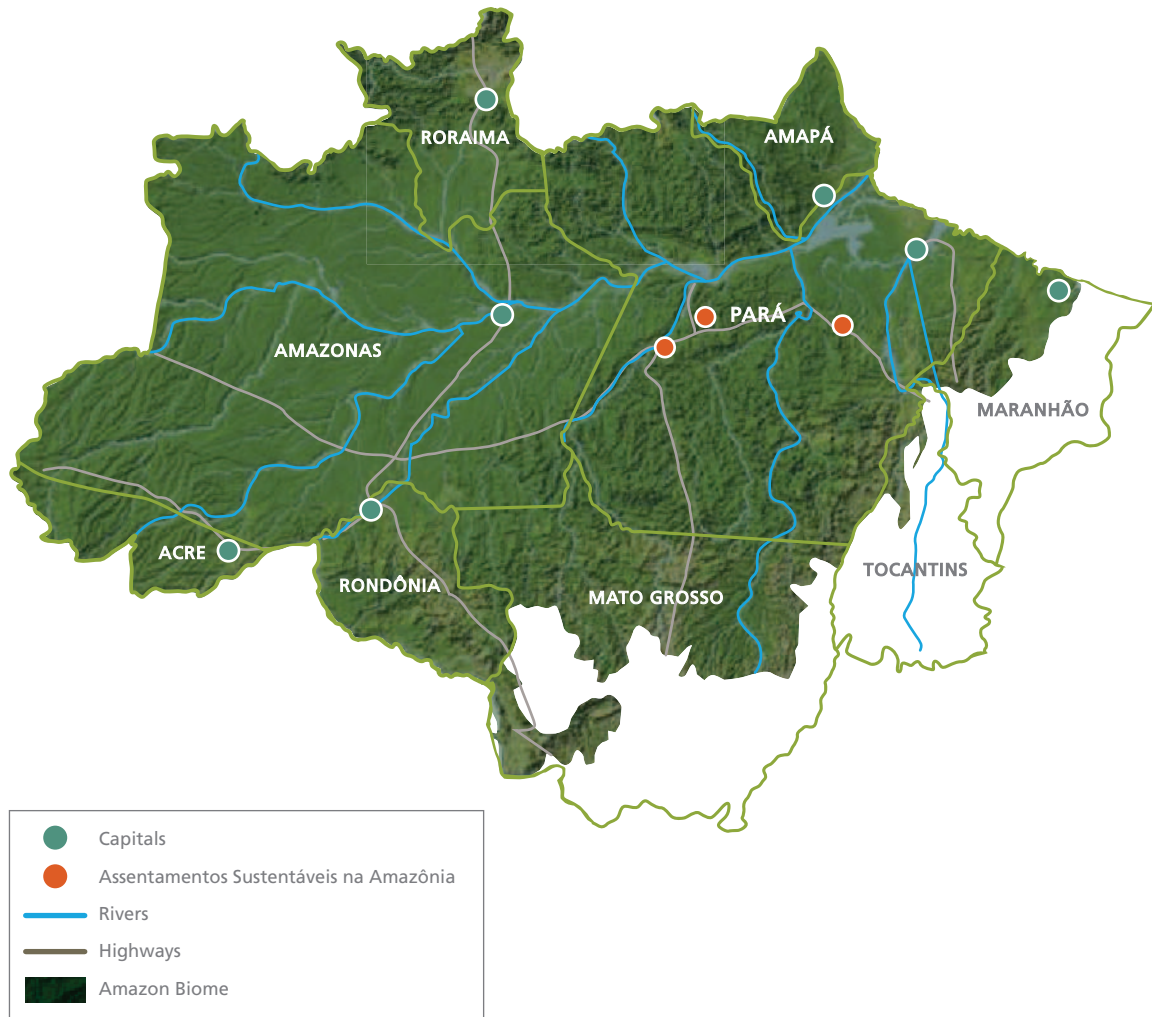 RORAIMA
AMAPÁ
PARÁ
AMAZONAS
MARANHÃO
ACRE
RONDÔNIA
MATO GROSSO
TOCANTINS
Capitals
Assentamentos Sustentáveis na Amazônia
Rivers
Highways
Amazon Biome